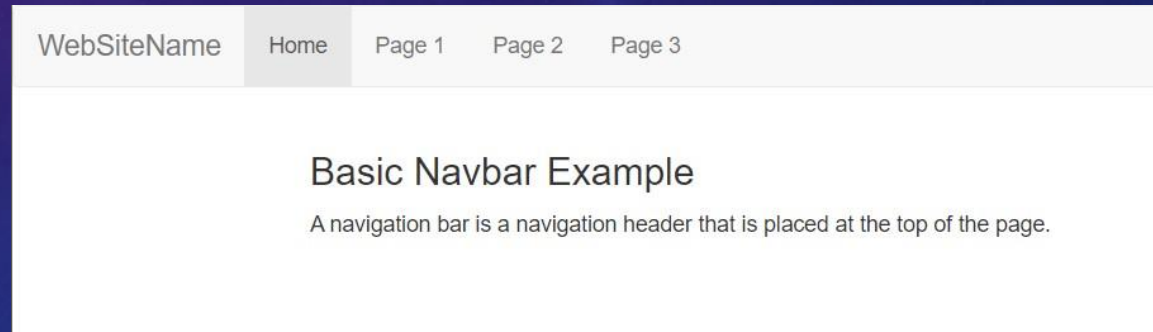 WebSiteName Home Page 1 Page 2 Page 3
Basic Navbar Example
A navigation bar is a navigation header that is placed at the top of the page.